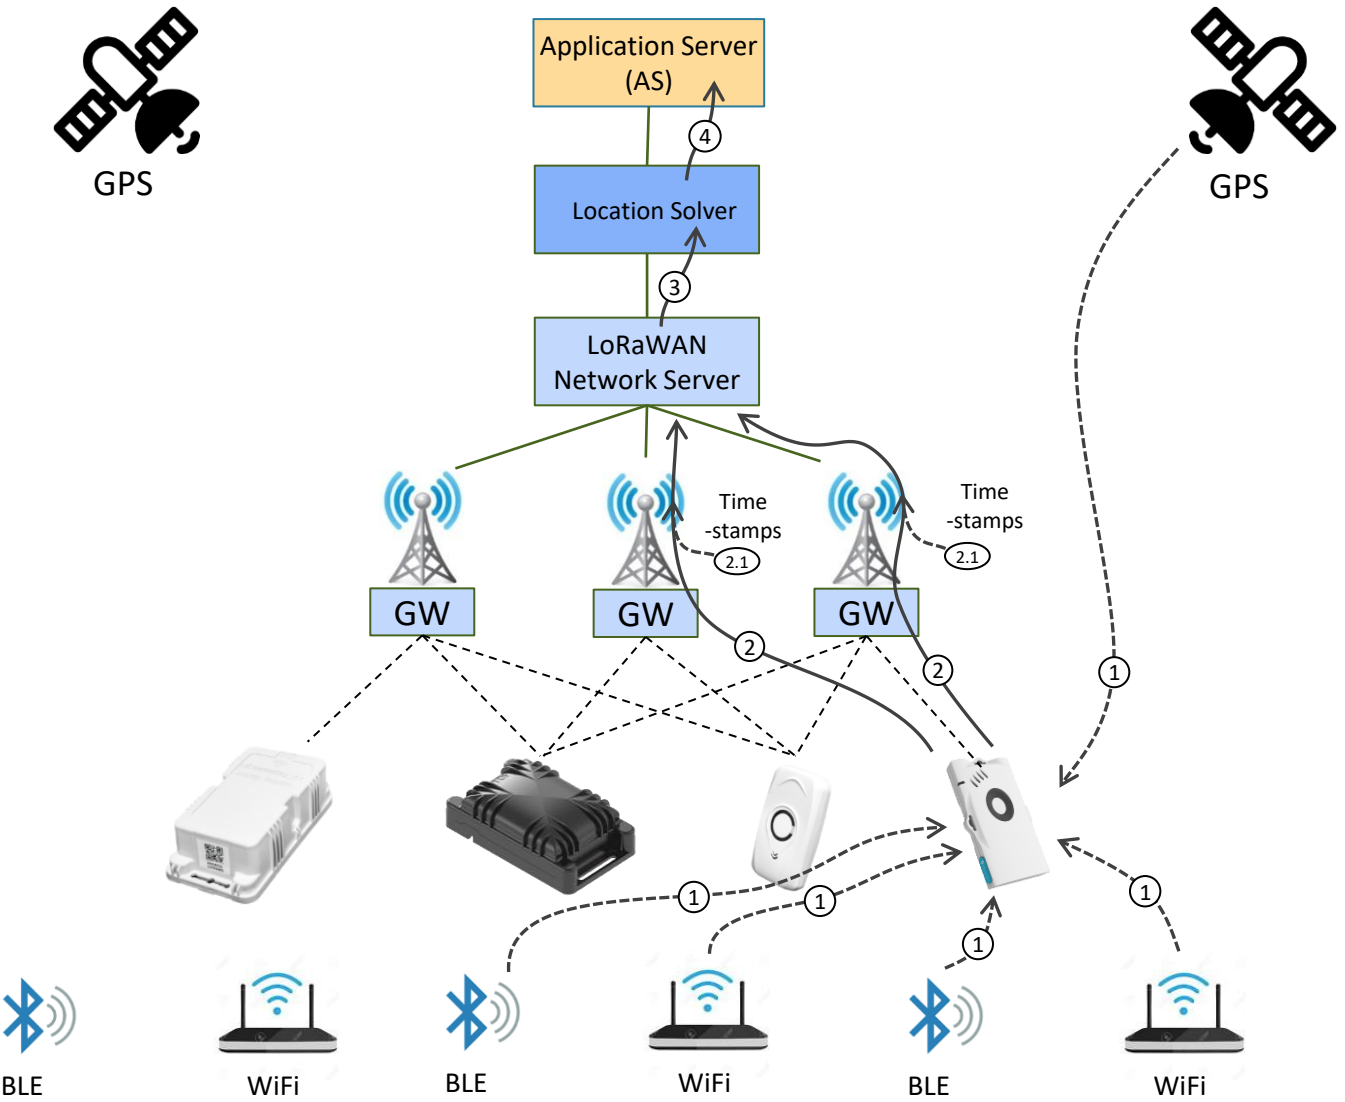 Application Server
(AS)
4
GPS
GPS
Location Solver
3
LoRaWAN
Network Server
Time
-stamps
2.1
Time
-stamps
2.1
GW
GW
GW
2
2
1
1
1
1
1
BLE
WiFi
BLE
WiFi
BLE
WiFi